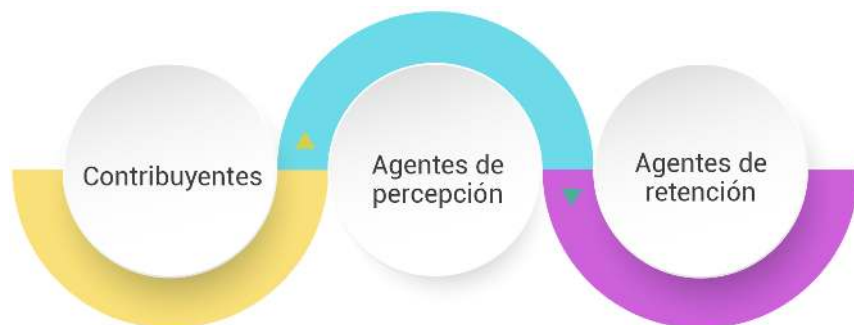 Contribuyentes
Agentes de
percepción
Agentes de
retención